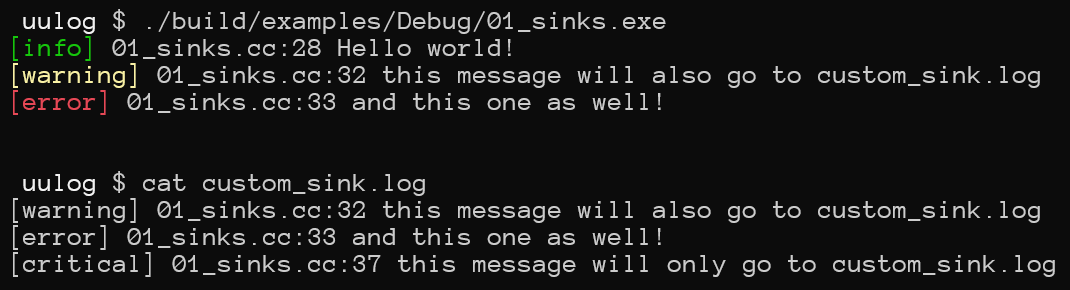 uulog $ ./build/examples/Debug/01_sinks.exe
[info] 01_sinks.cc:28 Hello world!
[warning] 01_sinks.cc:32 this message will also go to custom_sink.log
[error] 01_sinks.cc:33 and this one as well!
uulog $ cat custom_sink.log
[warning] 01_sinks.cc:32 this message will also go to custom_sink.log
[error] 01_sinks.cc:33 and this one as well!
[critical] 01_sinks.cc:37 this message will only go to custom_sink.log